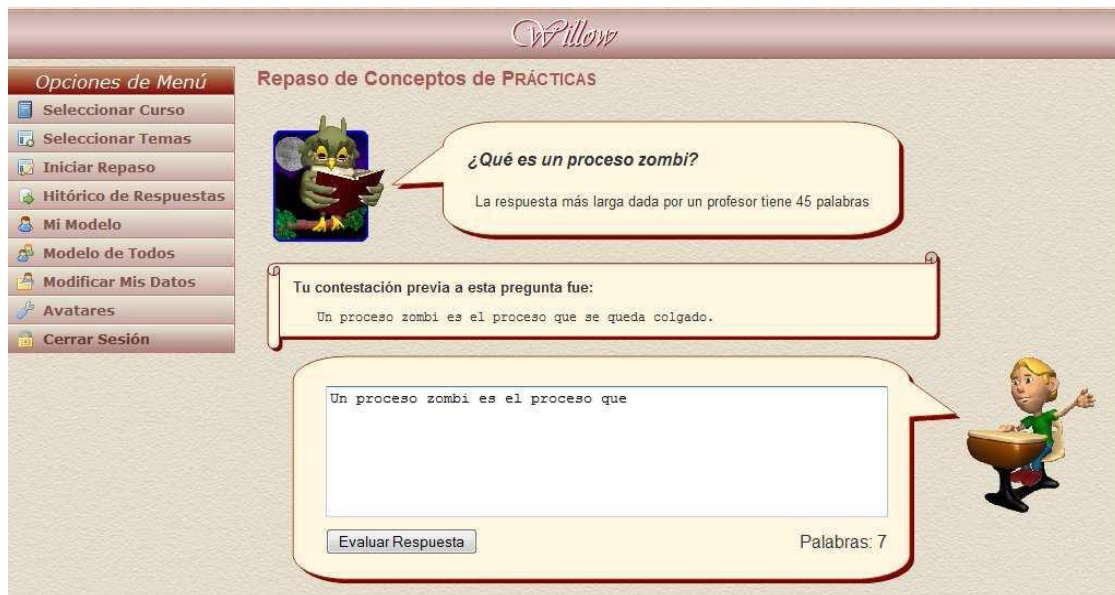 Willow
Opciones de Menú
Seleccionar Curso
Seleccionar Temas
Iniciar Repaso
Hitórico de Respuestas
Mi Modelo
Modelo de Todos
Modificar Mis Datos
Avatares
Cerrar Sesión
Repaso de Conceptos de PRÁCTICAS
¿Qué es un proceso zombi?
La respuesta más larga dada por un profesor tiene 45 palabras
Tu contestación previa a esta pregunta fue:
Un proceso zombi es el proceso que se queda colgado.
Un proceso zombi es el proceso que
Evaluar Respuesta
Palabras: 7